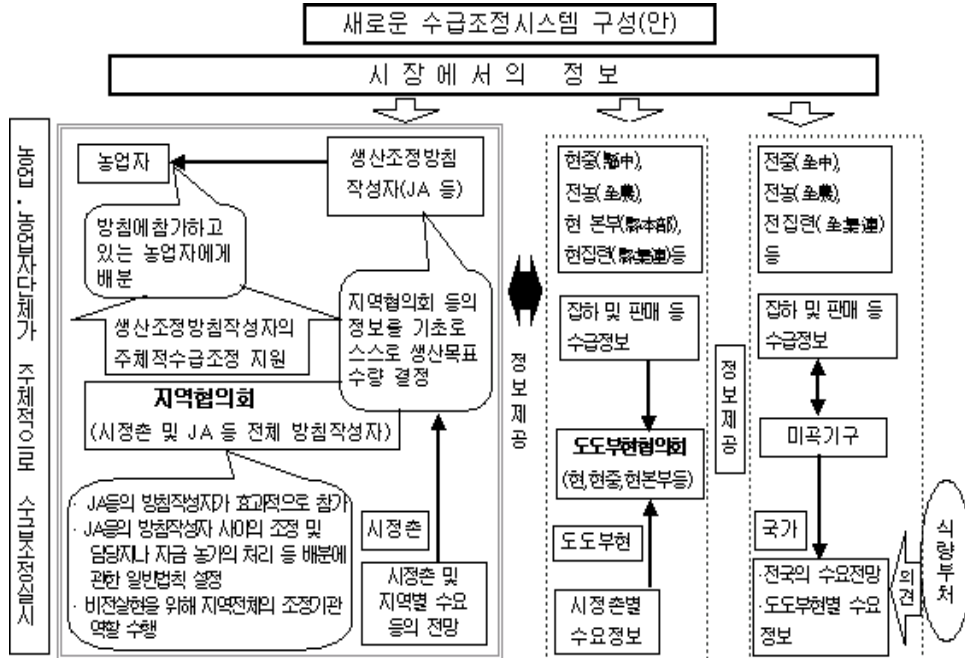 새로운 수급조정시스템 구성(안)
시 장 에 서 의 정 보
농업·농업자단체가 주체적으로 수급조정실시
농업자
생산조정방침
작성자(JA 등)
방침에참가하고
있는 농업자에게
배분
생산조정방침작성자의
주체적수급조정 지원
지역협의회 등의
정보을 기초로
스스로 생산목표
수량 결정
지역협의회
(시정촌 및 JA 등 전체 방침작성자)
· JA등의 방침작성자가 효과적으로 참가
· JA등의 방침작성자 사이의 조정 및
담당자나 자금 농가의 처리 등 배분에
관한 일반법칙 설정
· 비전실현을 위해 지역전체의 조정기관
역할 수행
시정촌
시정촌 및
지역별 수요
등의 전망
정보제공
현중(縣中),
전농(全農),
현 본부(縣本部),
현집련(縣集連)등
집하 및 판매 등
수급정보
도도부현협의회
(현,현중,현본부등)
도도부현
시정촌별
수요정보
정보제공
전중(全中),
전농(全農),
전집련(全集連)
등
집하 및 판매 등
수급정보
미곡기구
국가
·전국의 수요전망
·도도부현별 수요
정보
의견
식량부처